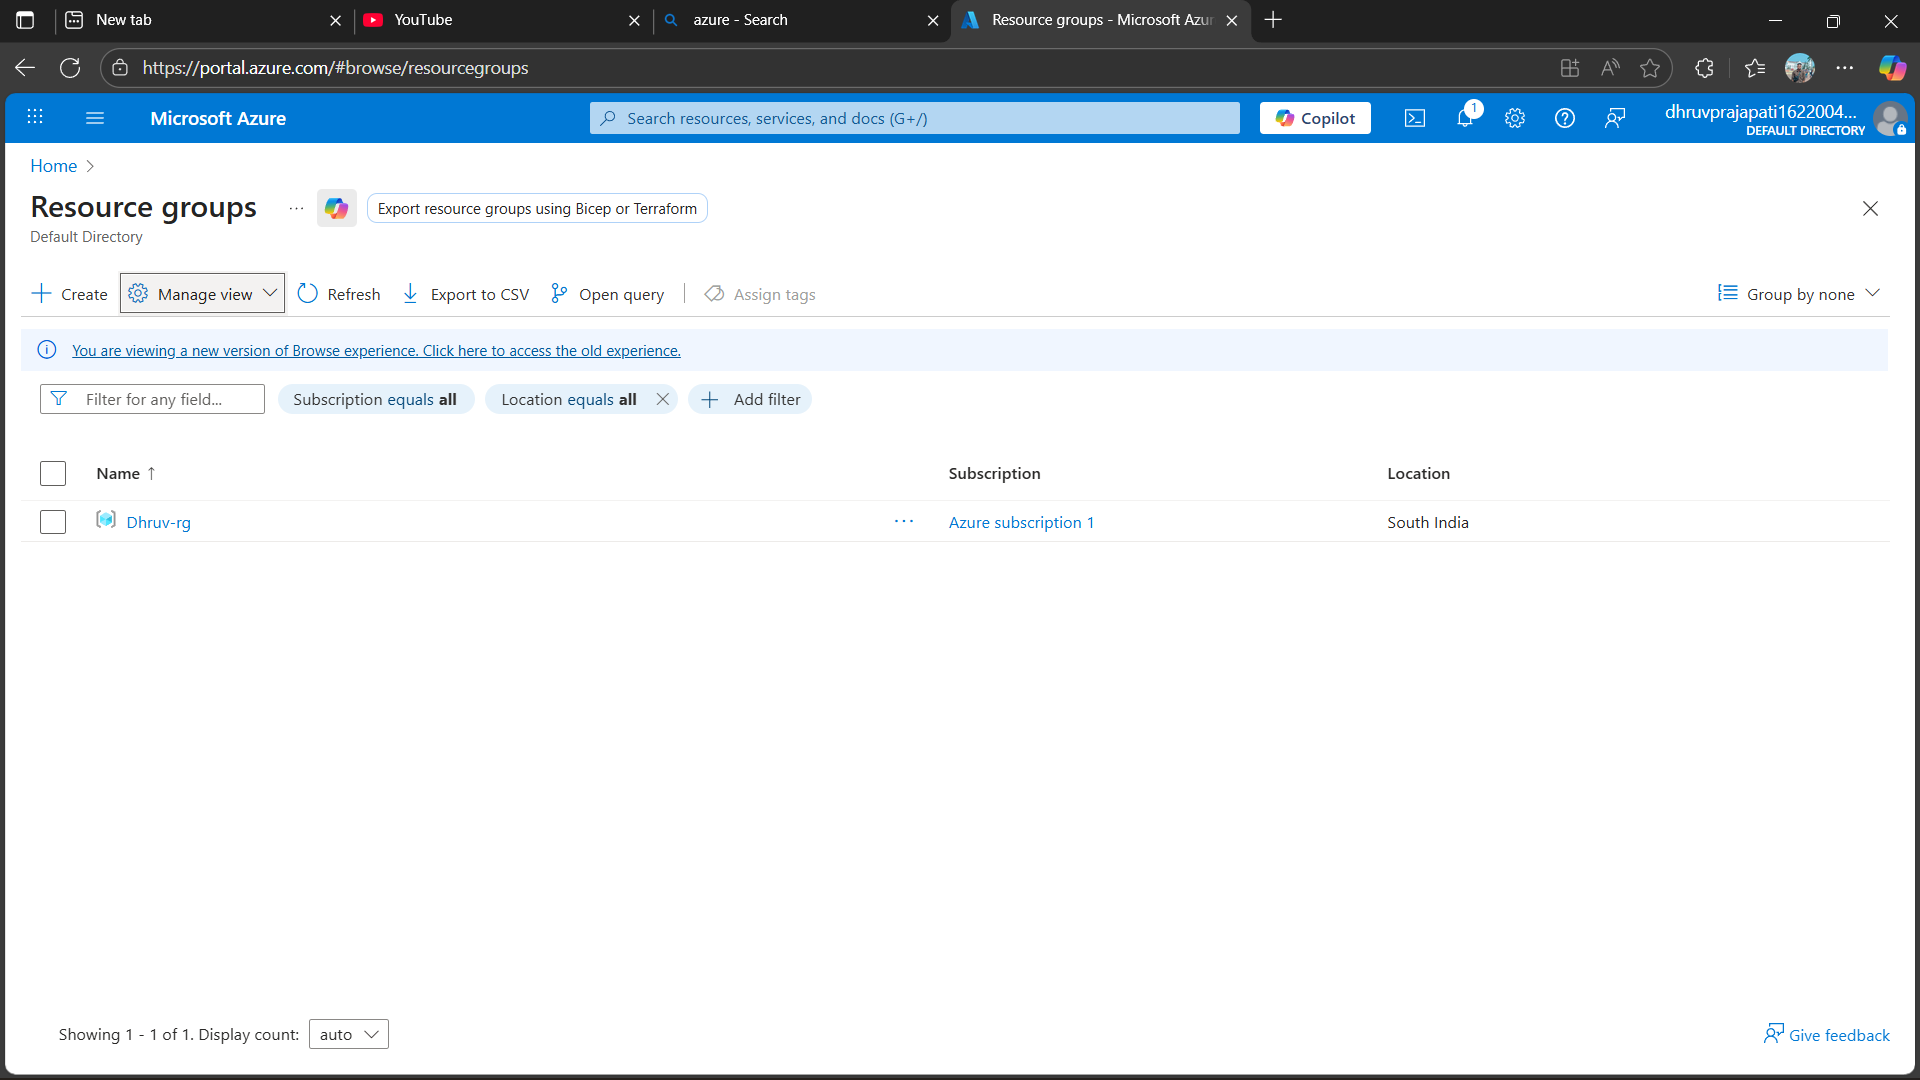 New tab
YouTube
azure - Search
Resource groups - Microsoft Azur
https://portal.azure.com/#browse/resourcegroups
Microsoft Azure
Search resources, services, and docs (G+/)
Copilot
1
dhruvprajapati1622004...
DEFAULT DIRECTORY
Home
Resource groups
...
Export resource groups using Bicep or Terraform
Default Directory
Create
Manage view
Refresh
Export to CSV
Open query
Assign tags
Group by none
You are viewing a new version of Browse experience. Click here to access the old experience.
Filter for any field...
Subscription equals all
Location equals all
Add filter
Name ↑
Subscription
Location
Dhruv-rg
...
Azure subscription 1
South India
Showing 1 - 1 of 1. Display count:
auto
Give feedback